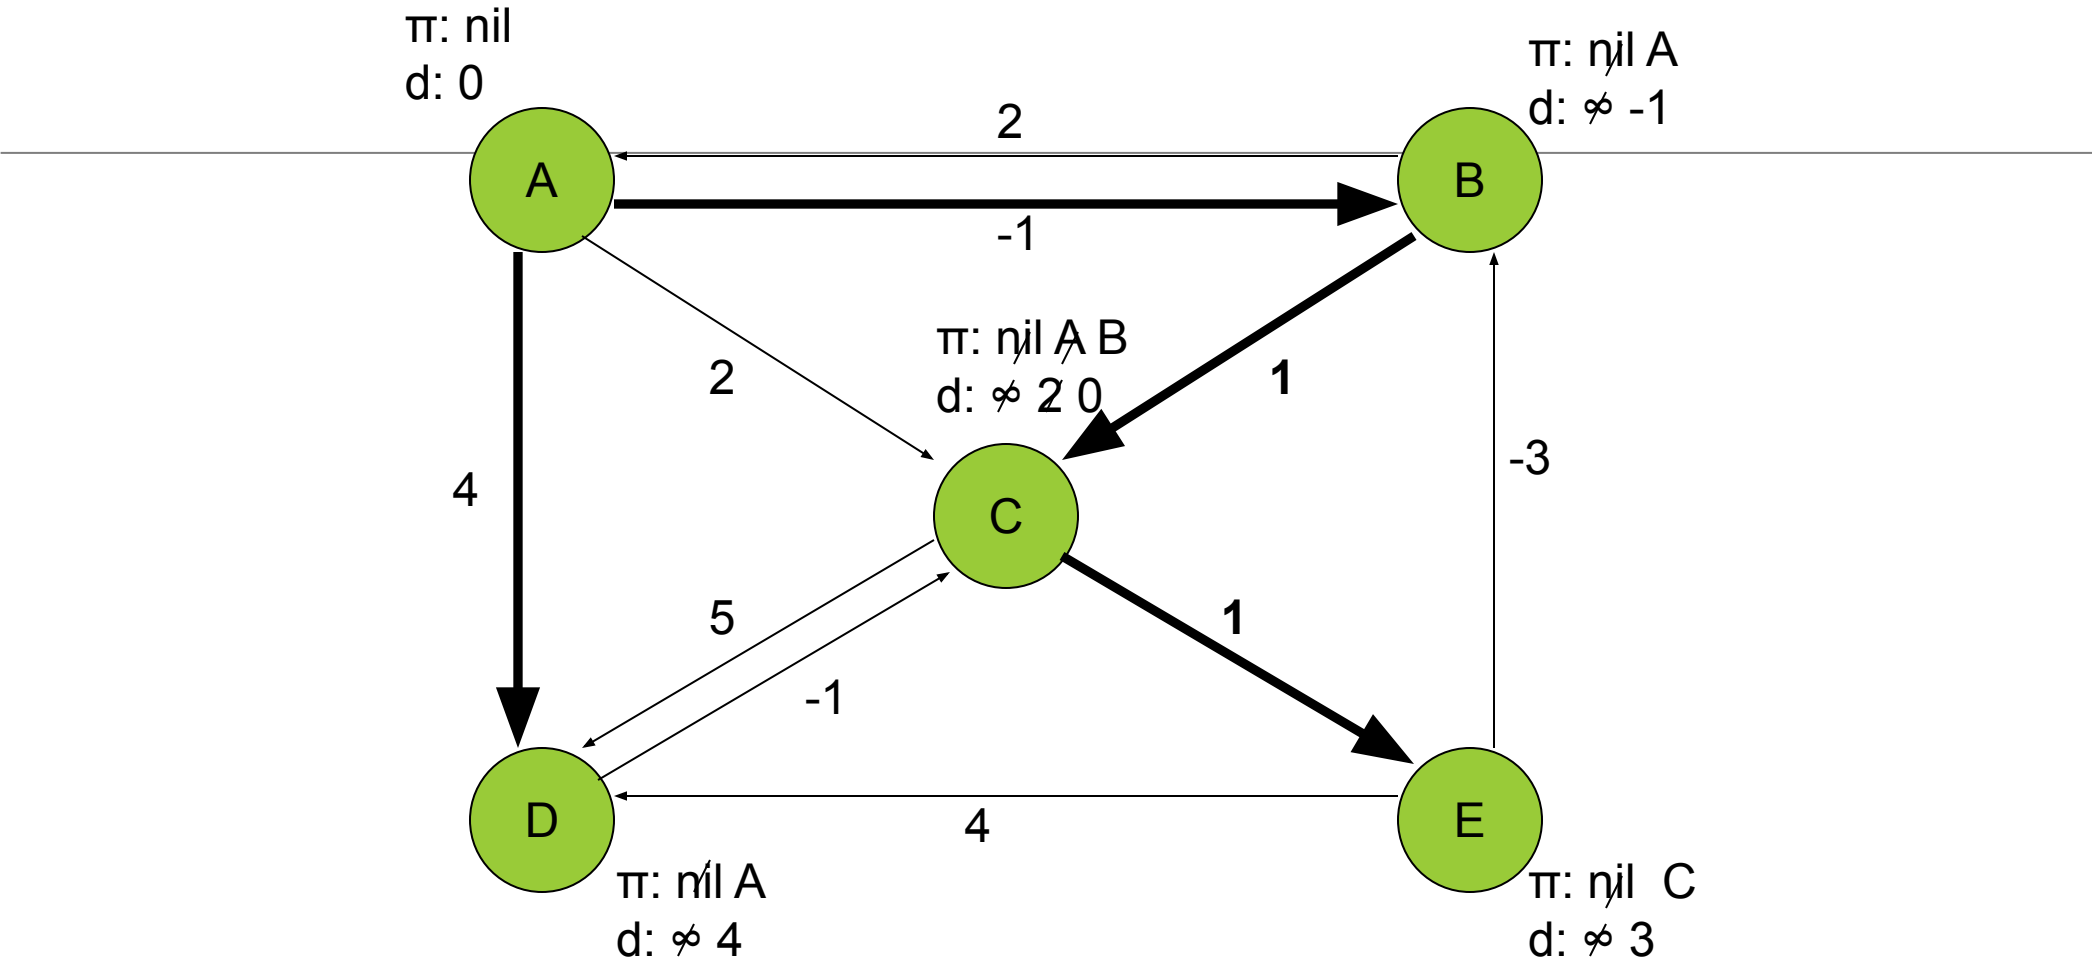 π: nil
d: 0
π: nil A
d: ∞ -1
2
A
B
-1
π: nil A B
d: ∞ 2 0
2
1
4
-3
C
5
1
-1
D
E
4
π: nil A
d: ∞ 4
π: nil C
d: ∞ 3